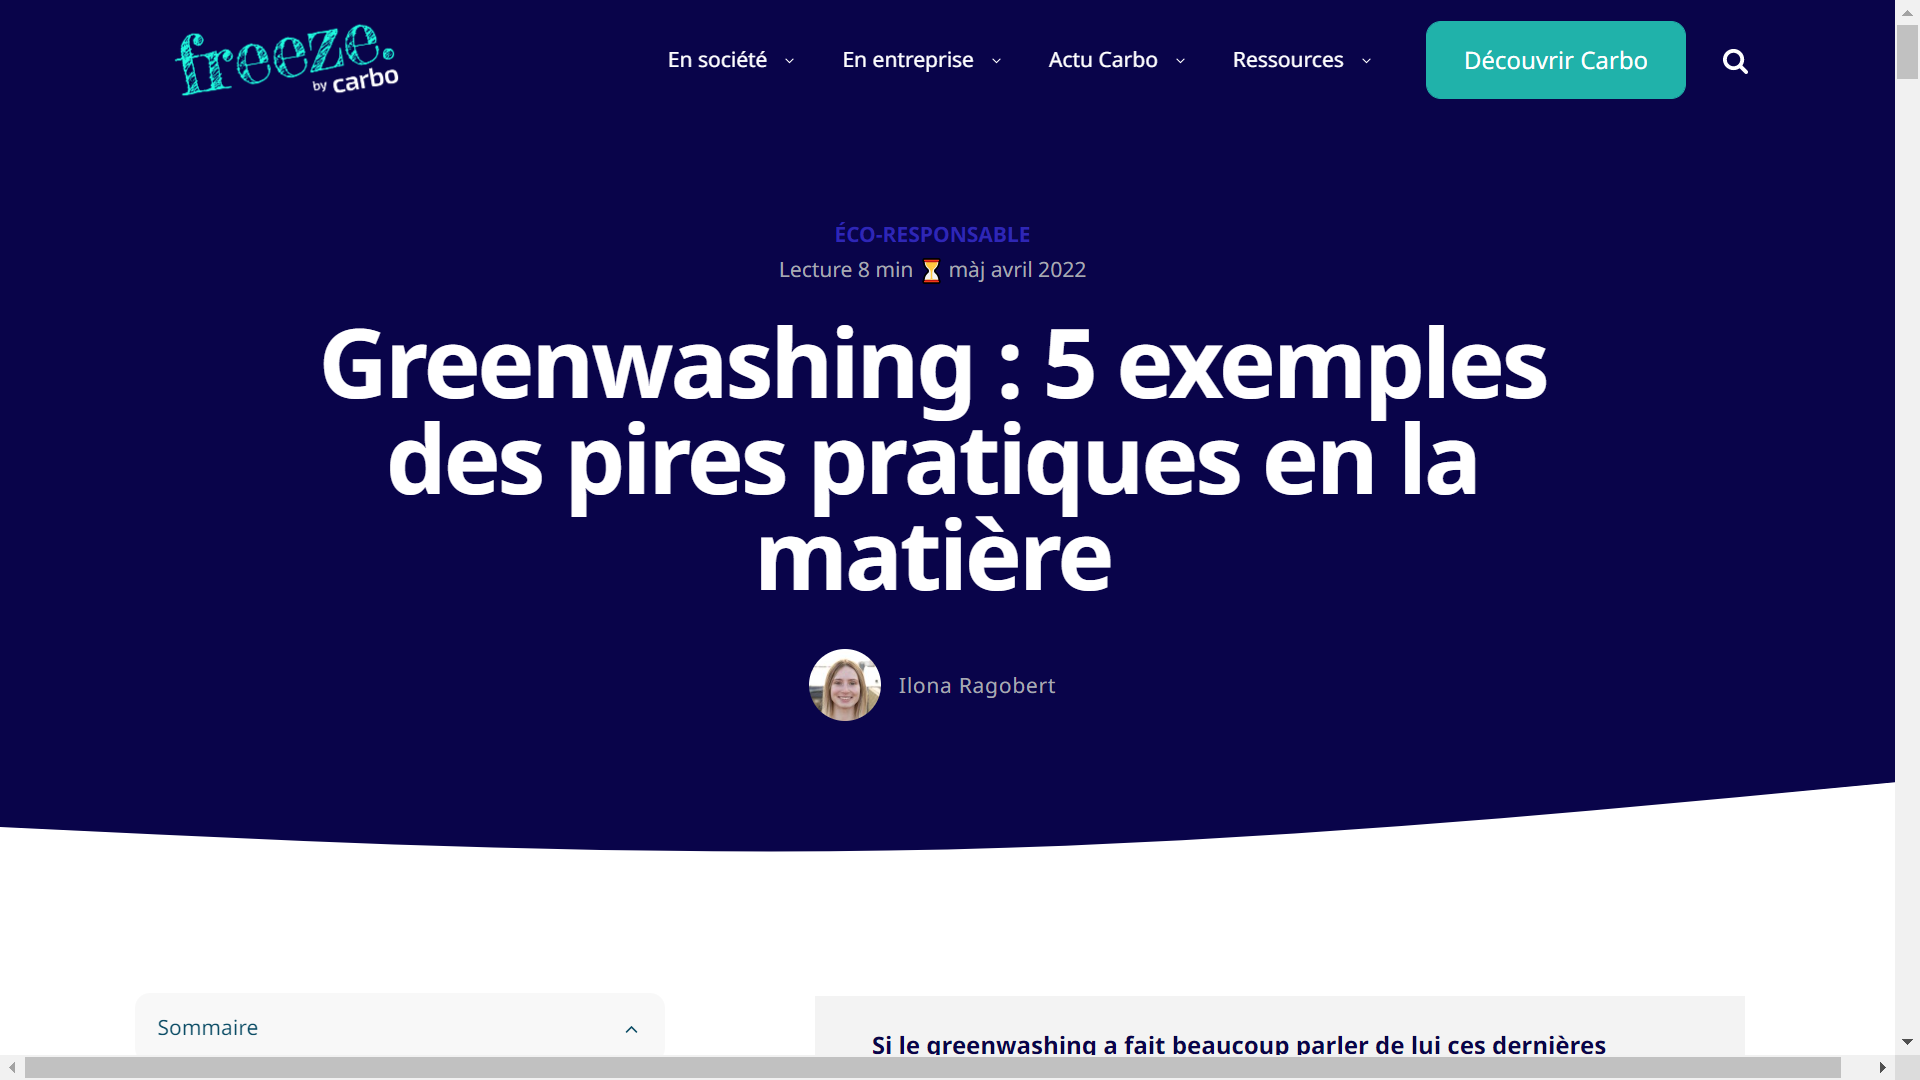 freeze.
by carbo
En société
En entreprise
Actu Carbo
Ressources
Découvrir Carbo
ÉCO-RESPONSABLE
Lecture 8 min ⏳ màj avril 2022
Greenwashing : 5 exemples
des pires pratiques en la
matière
Ilona Ragobert
Sommaire
Si le greenwashing a fait beaucoup parler de lui ces dernières